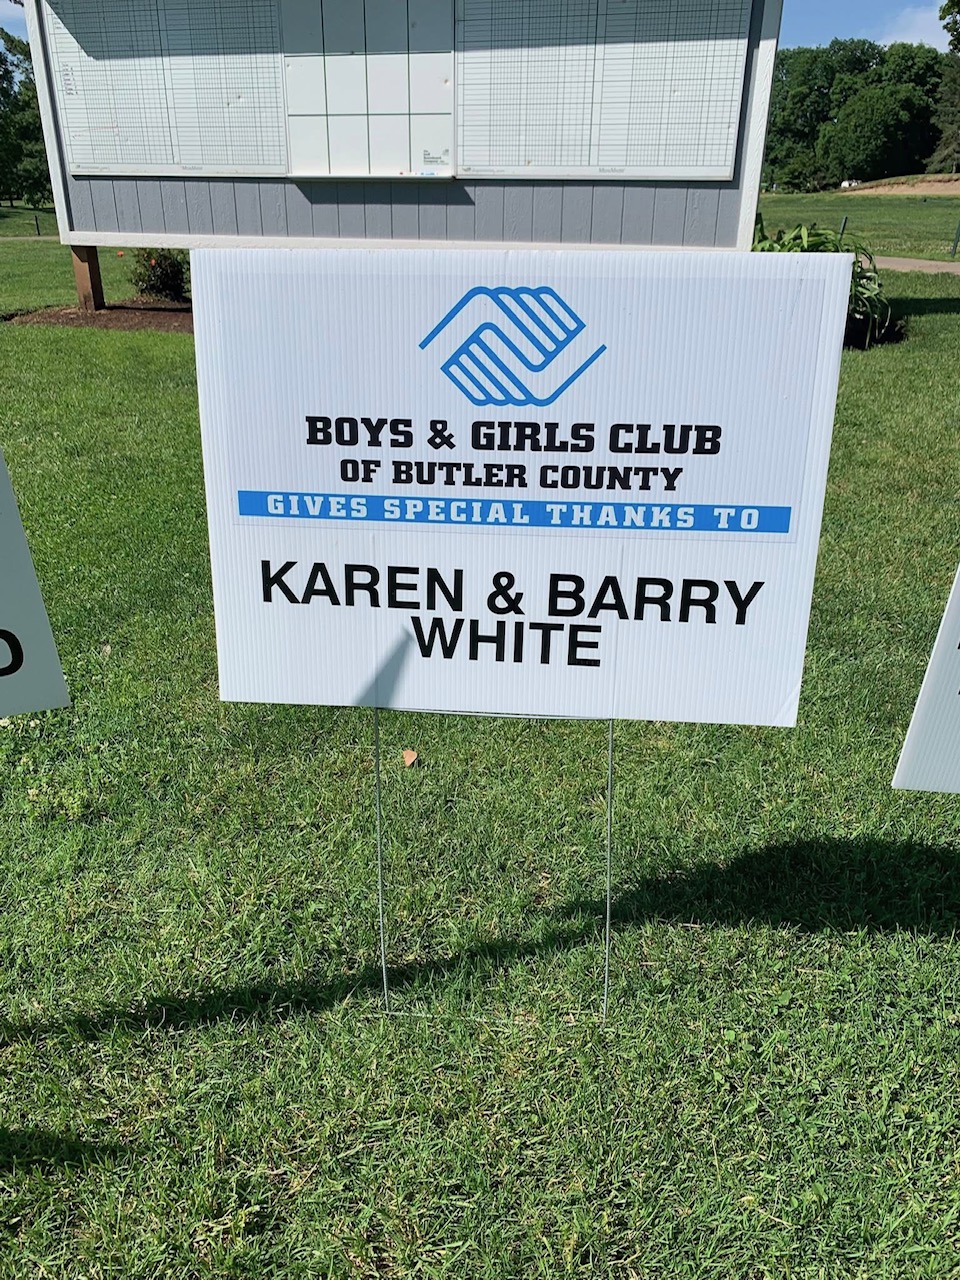 BOYS & GIRLS CLUB
OF BUTLER COUNTY
GIVES SPECIAL THANKS TO
KAREN & BARRY
WHITE